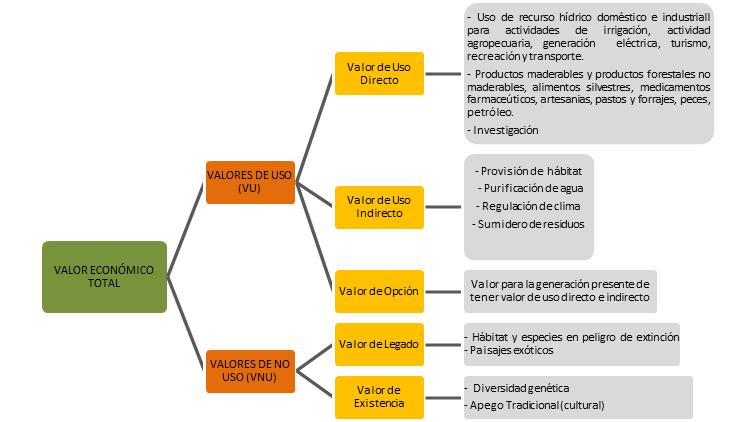 VALOR ECONÓMICO
TOTAL
VALORES DE USO
(VU)
Valor de Uso
Directo
- Uso de recurso hídrico doméstico e industriall
para actividades de irrigación, actividad
agropecuaria, generación eléctrica, turismo,
recreación y transporte.
- Productos maderables y productos forestales no
maderables, alimentos silvestres, medicamentos
farmaceúticos, artesanías, pastos y forrajes, peces,
petróleo.
- Investigación
Valor de Uso
Indirecto
- Provisión de hábitat
- Purificación de agua
- Regulación de clima
- Sumidero de residuos
Valor de Opción
Valor para la generación presente de
tener valor de uso directo e indirecto
VALORES DE NO
USO (VNU)
Valor de Legado
- Hábitat y especies en peligro de extinción
- Paisajes exóticos
Valor de
Existencia
- Diversidad genética
- Apego Tradicional (cultural)